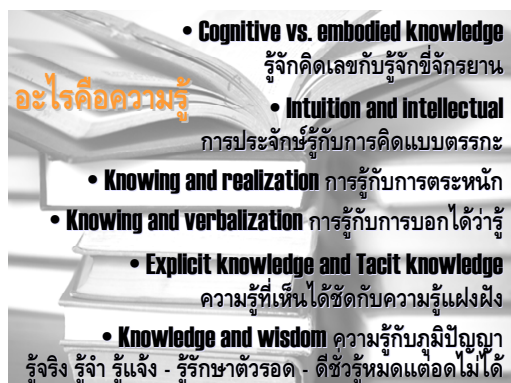 อะไรคือความรู้
• Cognitive vs. embodied knowledge
รู้จักคิดเลขกับรู้จักขี่จักรยาน
• Intuition and intellectual
การประจักษ์รู้กับการคิดแบบตรรกะ
• Knowing and realization การรู้กับการตระหนัก
• Knowing and verbalization การรู้กับการบอกได้ว่ารู้
• Explicit knowledge and Tacit knowledge
ความรู้ที่เห็นได้ชัดกับความรู้แฝงฝัง
• Knowledge and wisdom ความรู้กับภูมิปัญญา
รู้จริง รู้จำ รู้แจ้ง - รู้รักษาตัวรอด - ดีชั่วรู้หมดแต่อดไม่ได้